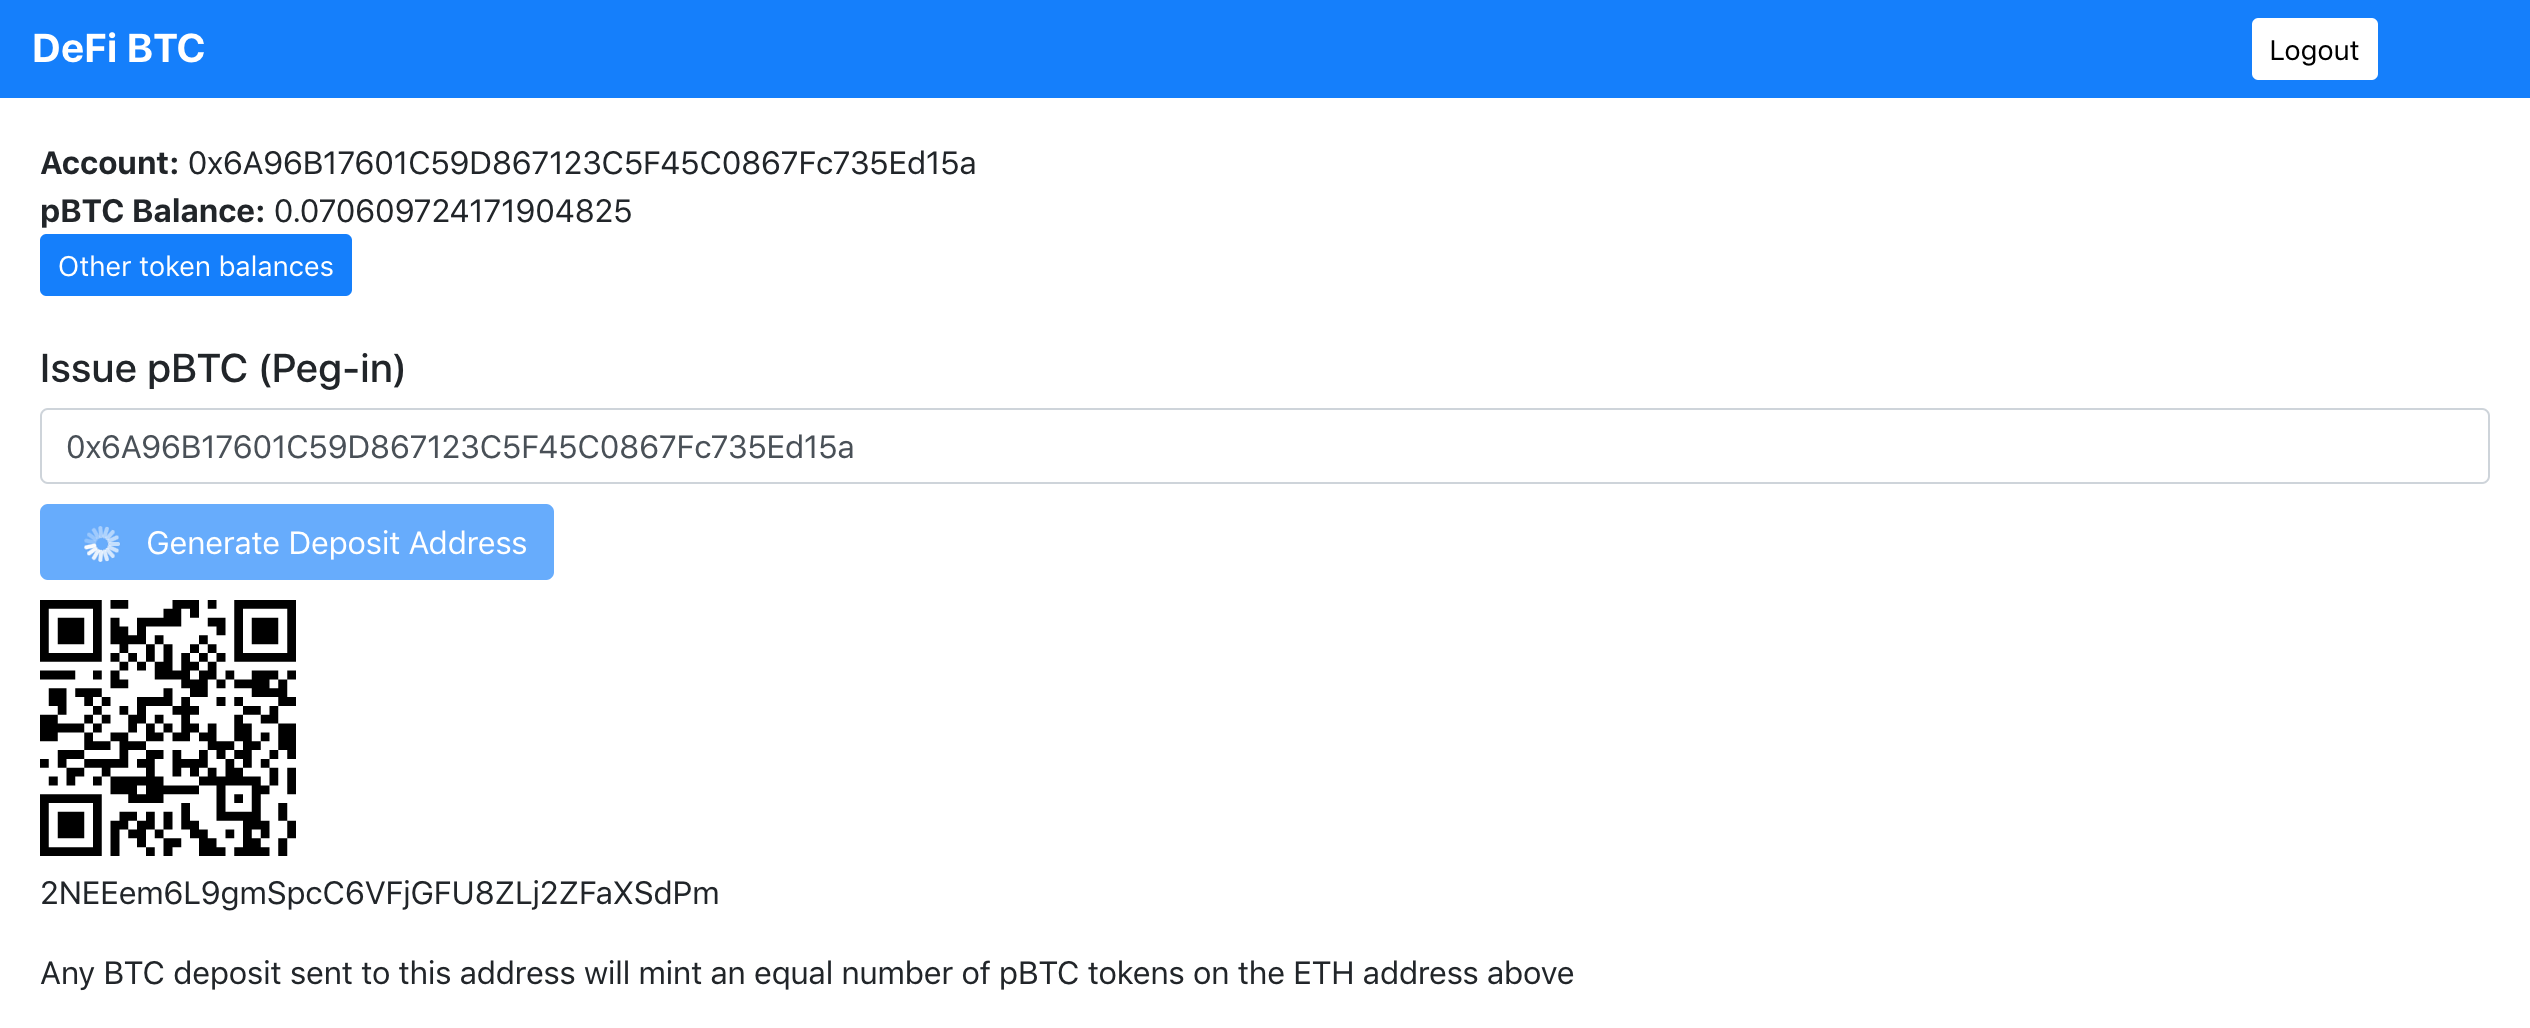 DeFi BTC
Logout
Account: 0x6A96B17601C59D867123C5F45C0867Fc735Ed15a
pBTC Balance: 0.070609724171904825
Other token balances
Issue pBTC (Peg-in)
0x6A96B17601C59D867123C5F45C0867Fc735Ed15a
Generate Deposit Address
2NEEem6L9gmSpcC6VFjGFU8ZLj2ZFaXSdPm
Any BTC deposit sent to this address will mint an equal number of pBTC tokens on the ETH address above